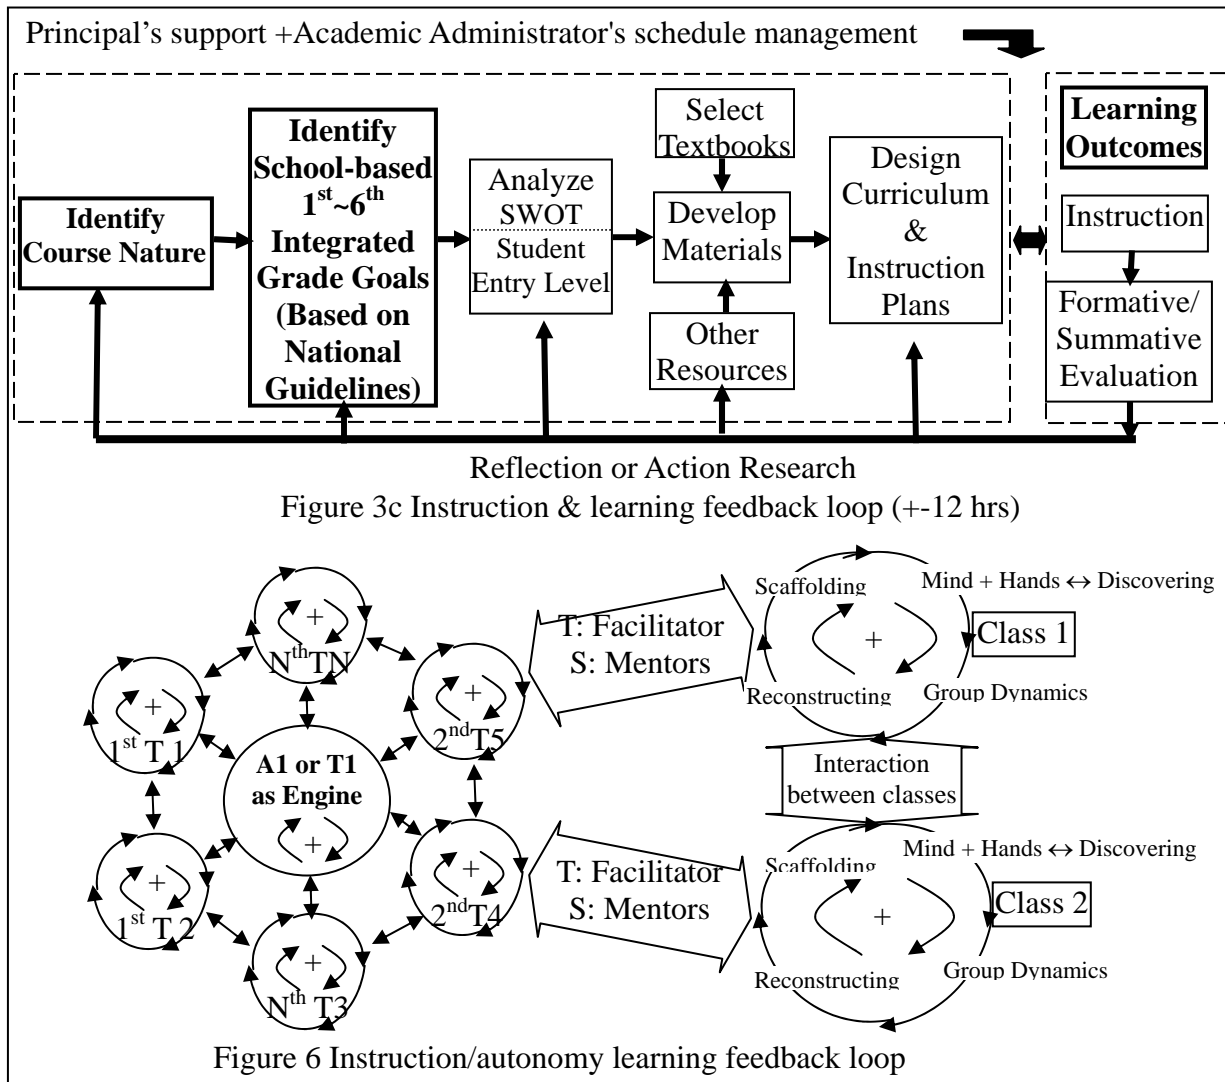 Principal’s support +Academic Administrator's schedule management
Identify
Course Nature
Identify
School-based
1st~6th
Integrated
Grade Goals
(Based on
National
Guidelines)
Analyze
SWOT
Student
Entry Level
Select
Textbooks
Develop
Materials
Other
Resources
Design
Curriculum
&
Instruction
Plans
Learning
Outcomes
Instruction
Formative/
Summative
Evaluation
Reflection or Action Research
Figure 3c Instruction & learning feedback loop (+-12 hrs)
+
Nth TN
+
1st T 1
+
2nd T5
A1 or T1
as Engine
+
+
1st T 2
+
2nd T4
+
Nth T3
T: Facilitator
S: Mentors
Scaffolding
Mind + Hands ↔ Discovering
+
Class 1
Reconstructing
Group Dynamics
Interaction
between classes
T: Facilitator
S: Mentors
Scaffolding
Mind + Hands ↔ Discovering
+
Class 2
Reconstructing
Group Dynamics
Figure 6 Instruction/autonomy learning feedback loop